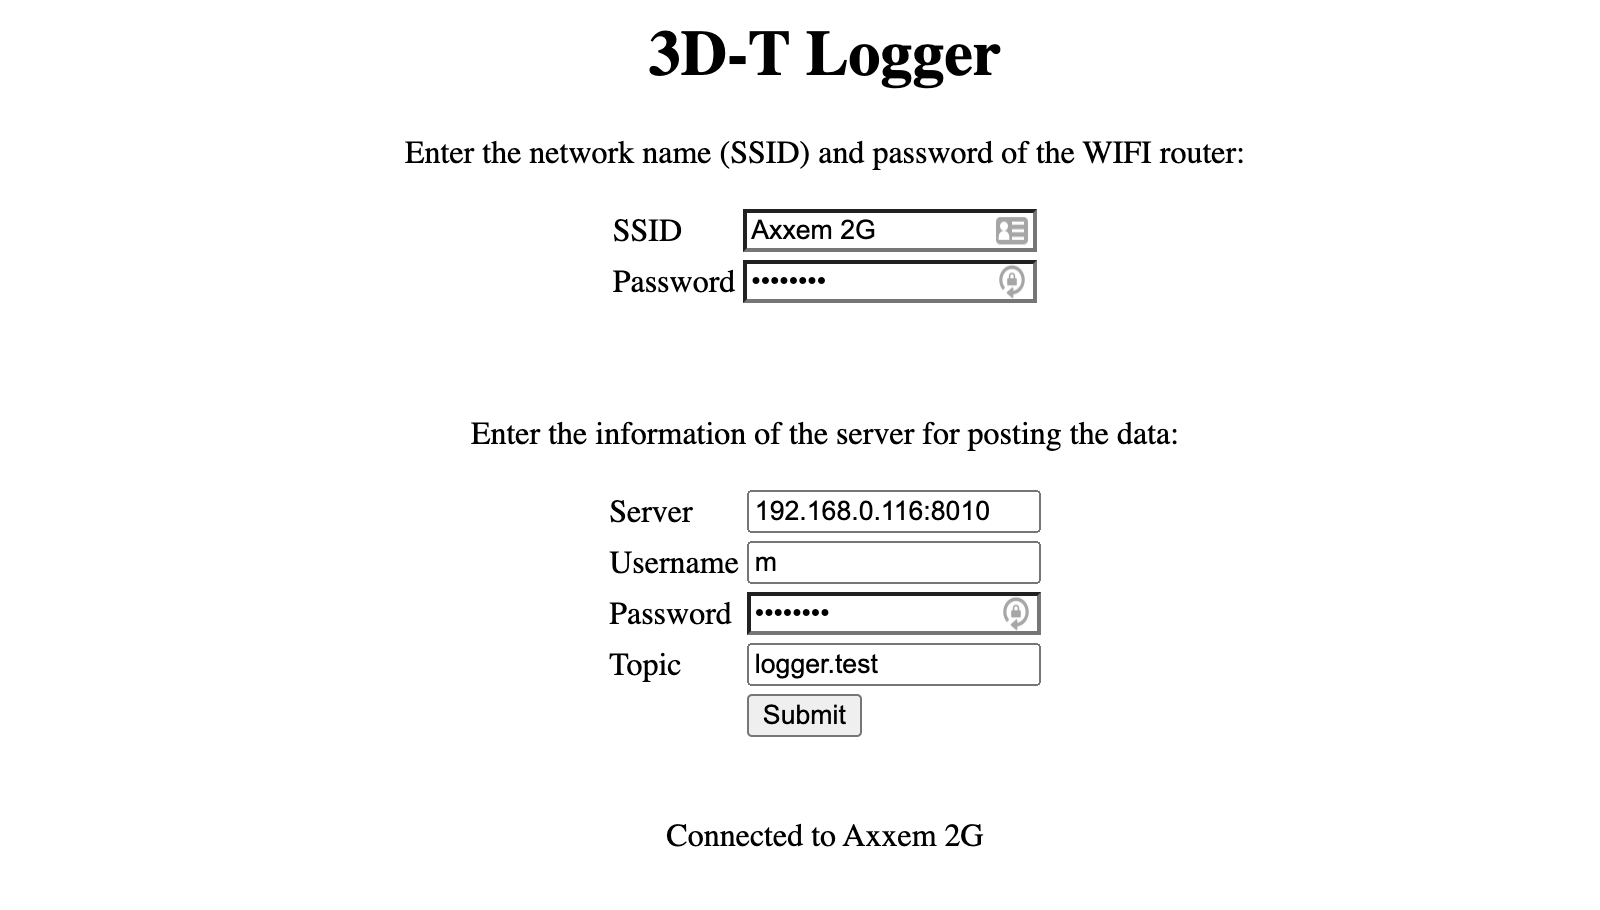 3D-T Logger
Enter the network name (SSID) and password of the WIFI router:
SSID Axxem 2G
Password ••••••••
Enter the information of the server for posting the data:
Server 192.168.0.116:8010
Username m
Password ••••••••
Topic logger.test
Submit
Connected to Axxem 2G